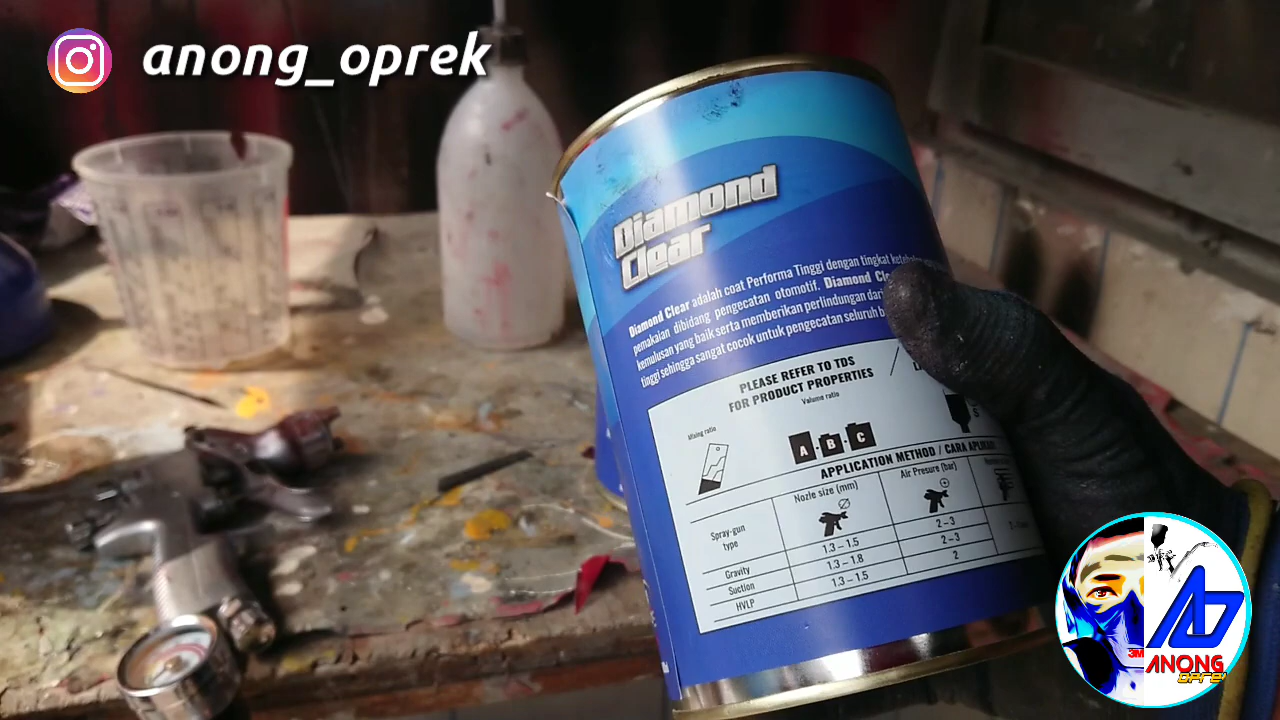 anong_oprek
Diamond
Clear
Diamond Clear adalah coat Performa Tinggi dengan tingkat
pemakaian dibidang pengecatan otomotif. Diamond
kemulusan yang baik serta memberikan perlindungan
tinggi sehingga sangat cocok untuk pengecatan seluruh
PLEASE REFER TO TDS
FOR PRODUCT PROPERTIES
Volume ratio
Mixing ratio
A B C
APPLICATION METHOD / CARA
Nozle size (mm)
Air Presure (bar)
Spray-gun
type
Gravity
1.3 – 1.5
2 – 3
Suction
1.3 – 1.8
2 – 3
HVLP
1.3 – 1.5
2
3M
AO
ANONG